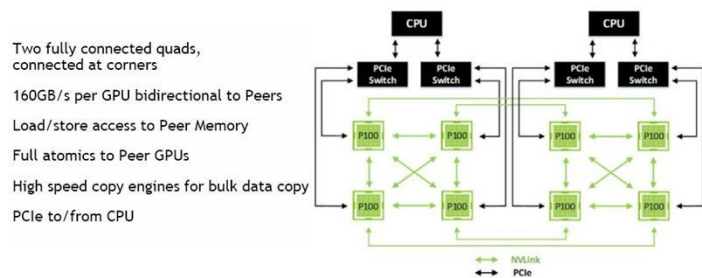 Two fully connected quads,
connected at corners
160GB/s per GPU bidirectional to Peers
Load/store access to Peer Memory
Full atomics to Peer GPUs
High speed copy engines for bulk data copy
PCIe to/from CPU
CPU
CPU
PCIe
Switch
PCIe
Switch
PCIe
Switch
PCIe
Switch
P100
P100
P100
P100
P100
P100
P100
P100
NVLink
PCIe